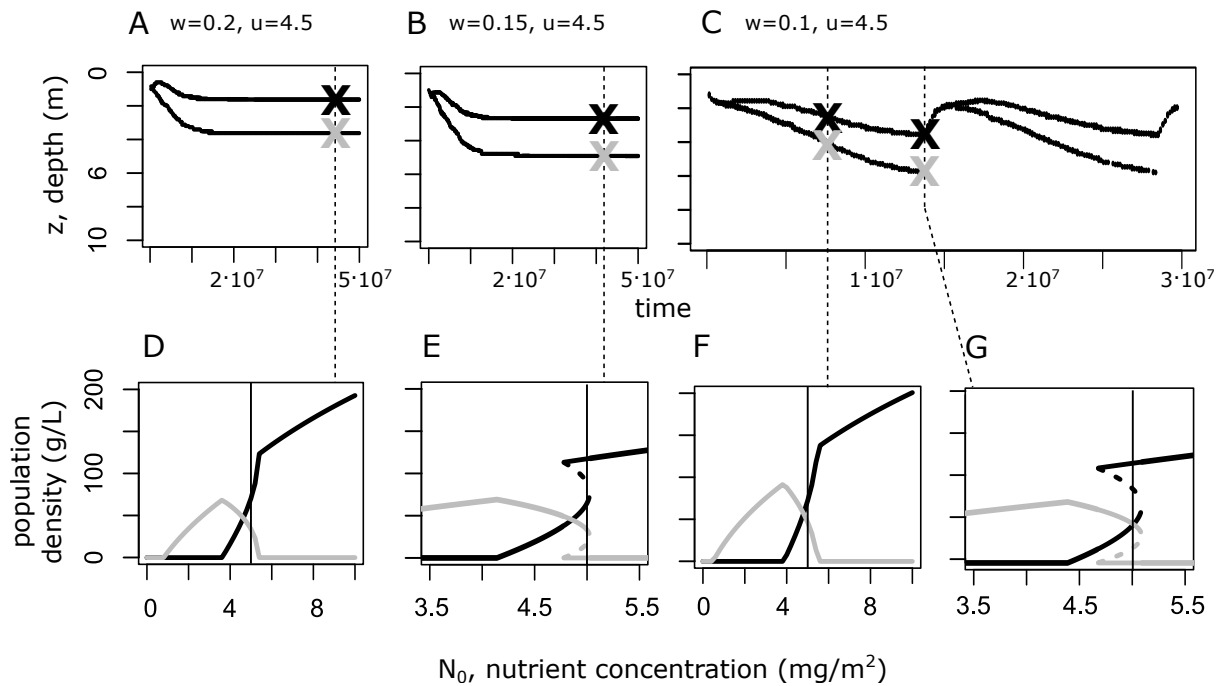 A w=0.2, u=4.5
B w=0.15, u=4.5
C w=0.1, u=4.5
z, depth (m)
0
6
10
2·10⁷ 5·10⁷
2·10⁷ 5·10⁷
1·10⁷ 2·10⁷ 3·10⁷
time
D
E
F
G
population
density (g/L)
200
100
0
0 4 8
3.5 4.5 5.5
0 4 8
3.5 4.5 5.5
N₀, nutrient concentration (mg/m²)